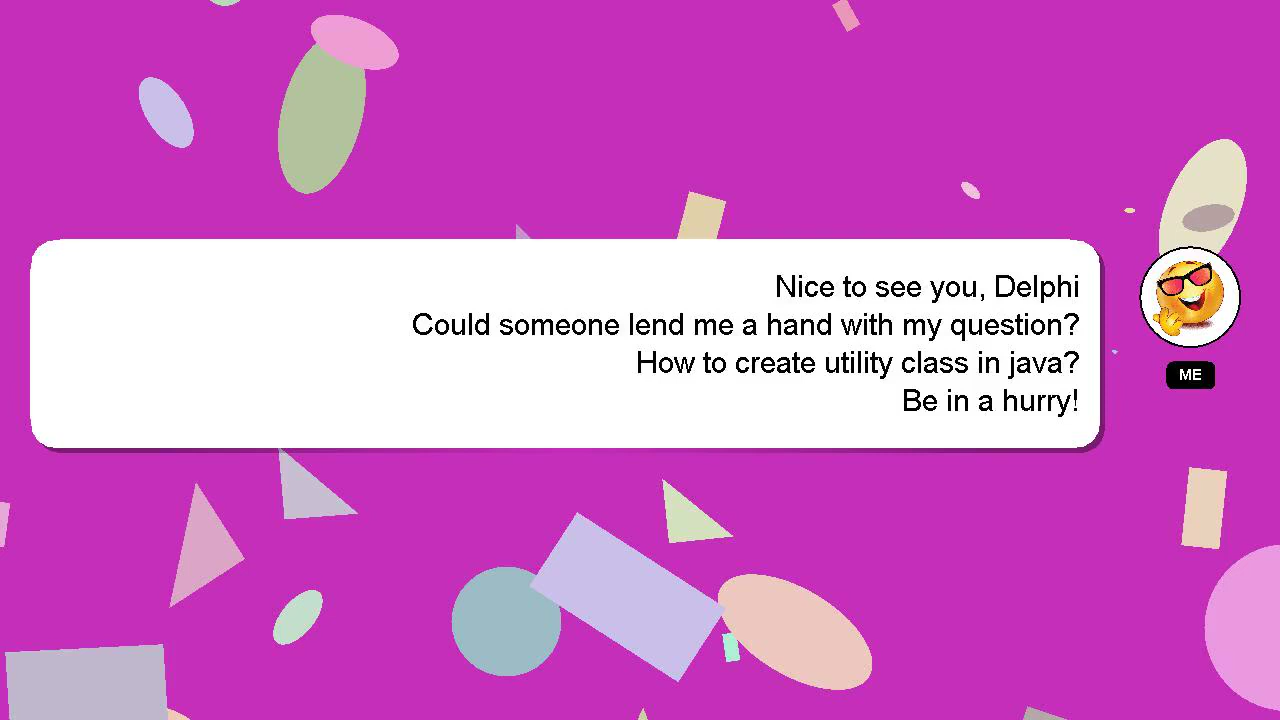 Nice to see you, Delphi
Could someone lend me a hand with my question?
How to create utility class in java?
Be in a hurry!
ME